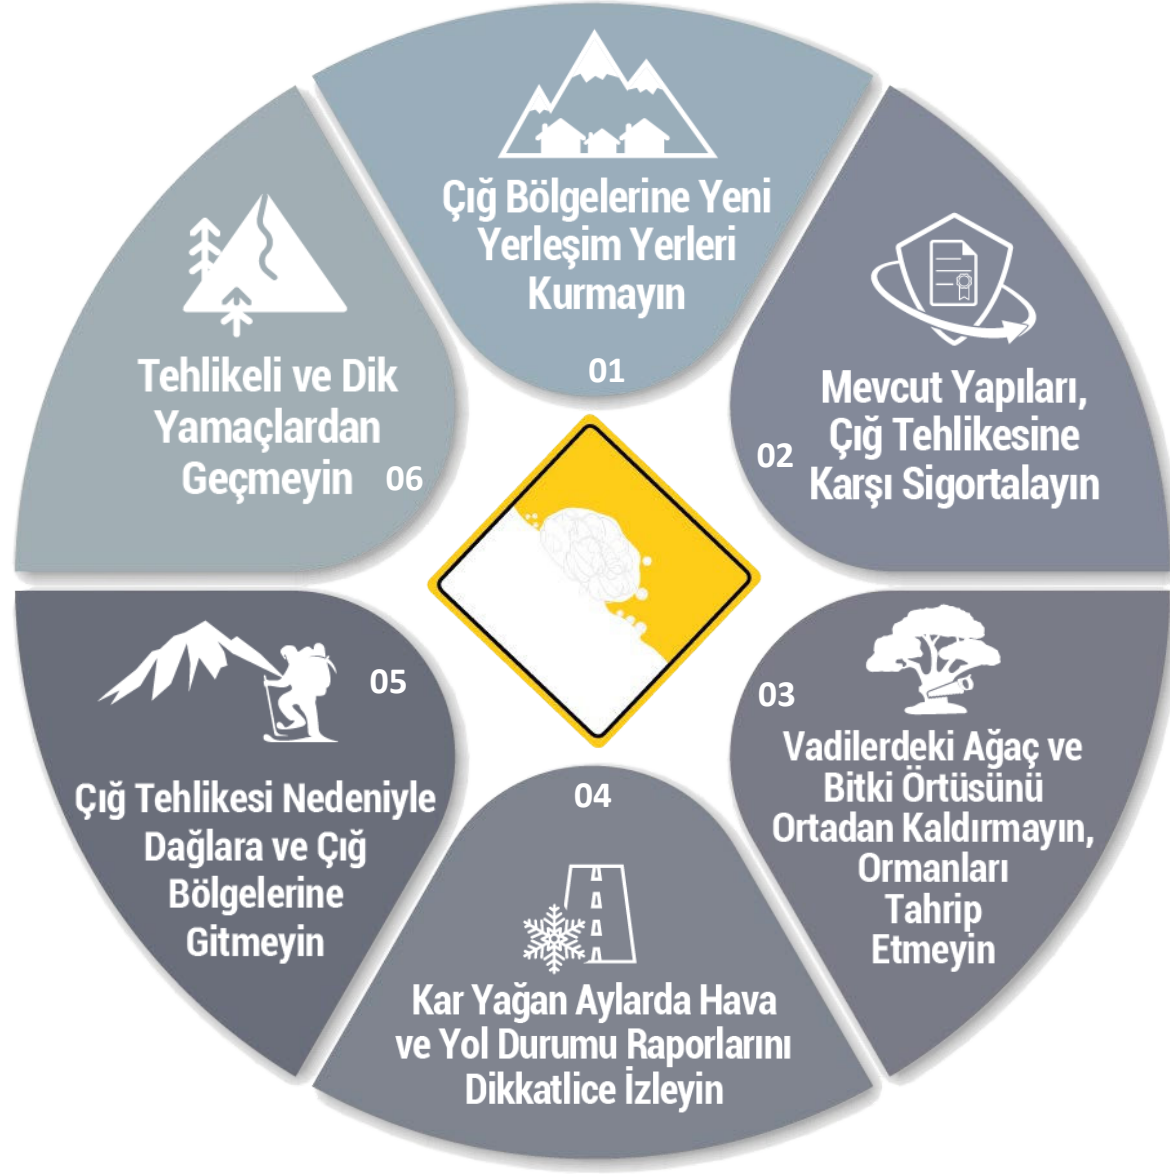 Çığ Bölgelerine Yeni
Yerleşim Yerleri
Kurmayın
01
Mevcut Yapıları,
Çığ Tehlikesine
Karşı Sigortalayın
02
03
Vadilerdeki Ağaç ve
Bitki Örtüsünü
Ortadan Kaldırmayın,
Ormanları
Tahrip
Etmeyin
04
Kar Yağan Aylarda Hava
ve Yol Durumu Raporlarını
Dikkatlice İzleyin
05
Çığ Tehlikesi Nedeniyle
Dağlara ve Çığ
Bölgelerine
Gitmeyin
Tehlikeli ve Dik
Yamaçlardan
Geçmeyin
06